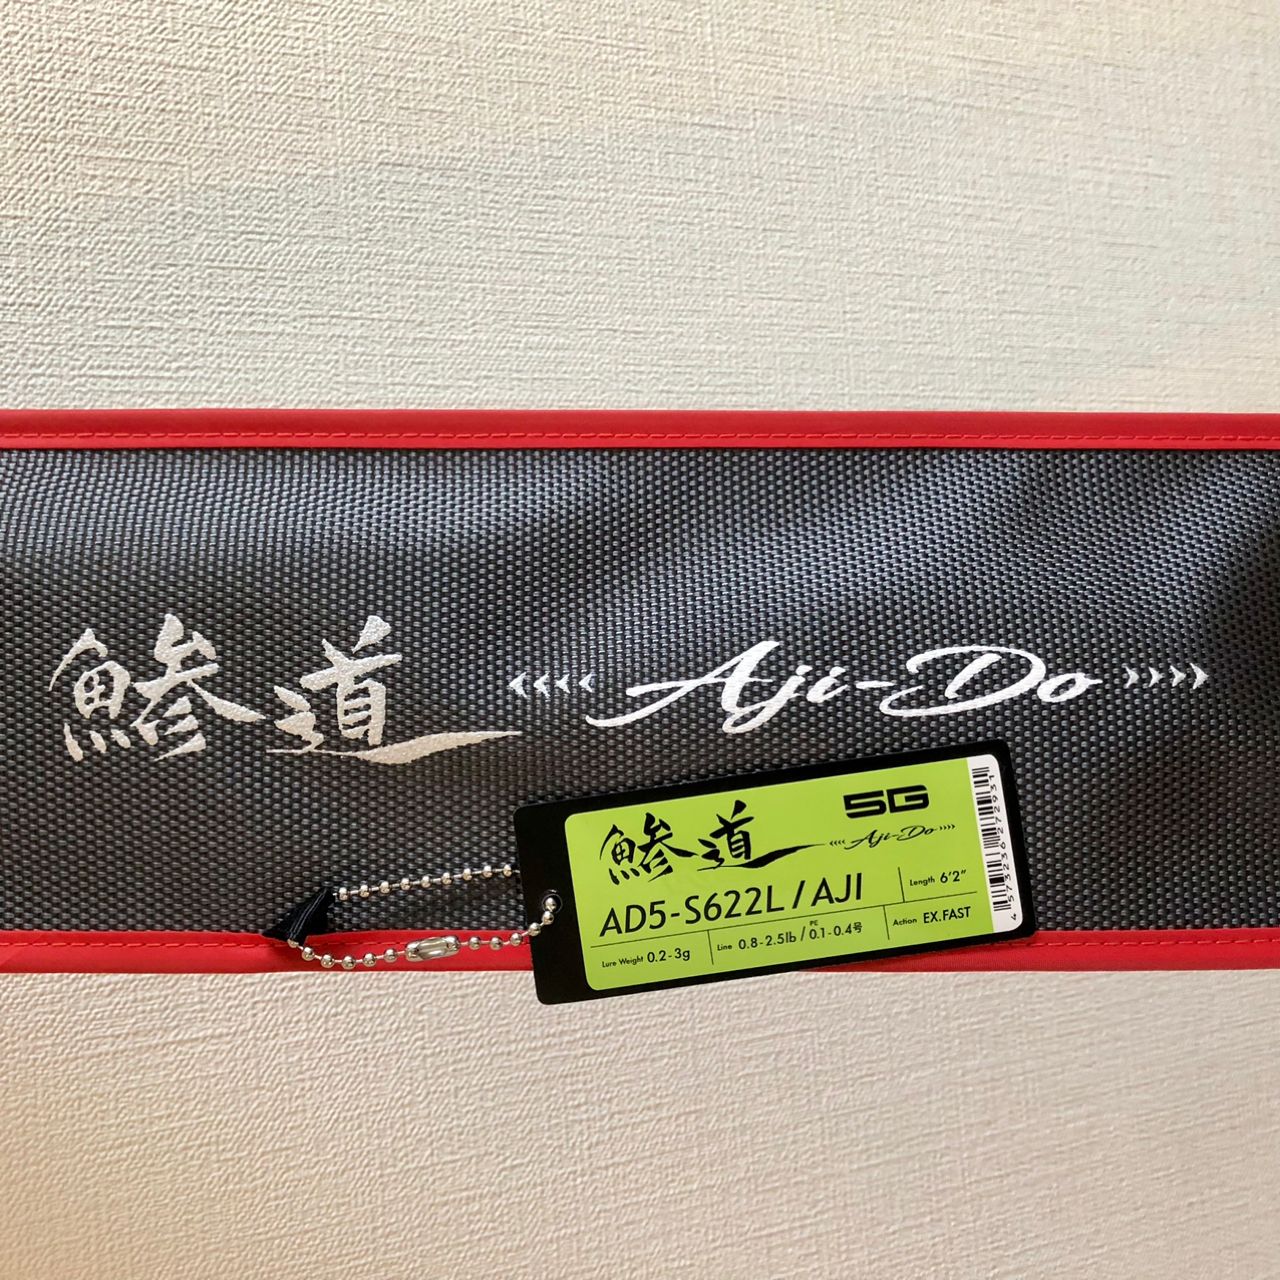 鯵道 <<<< Aji-Do >>>>
鯵道 5G
<<<< Aji-Do >>>>
AD5-S622L/AJI
Length 6'2"
Lure Weight 0.2-3g
Line 0.8-2.5lb / PE 0.1-0.4号
Action EX.FAST
4573236272931